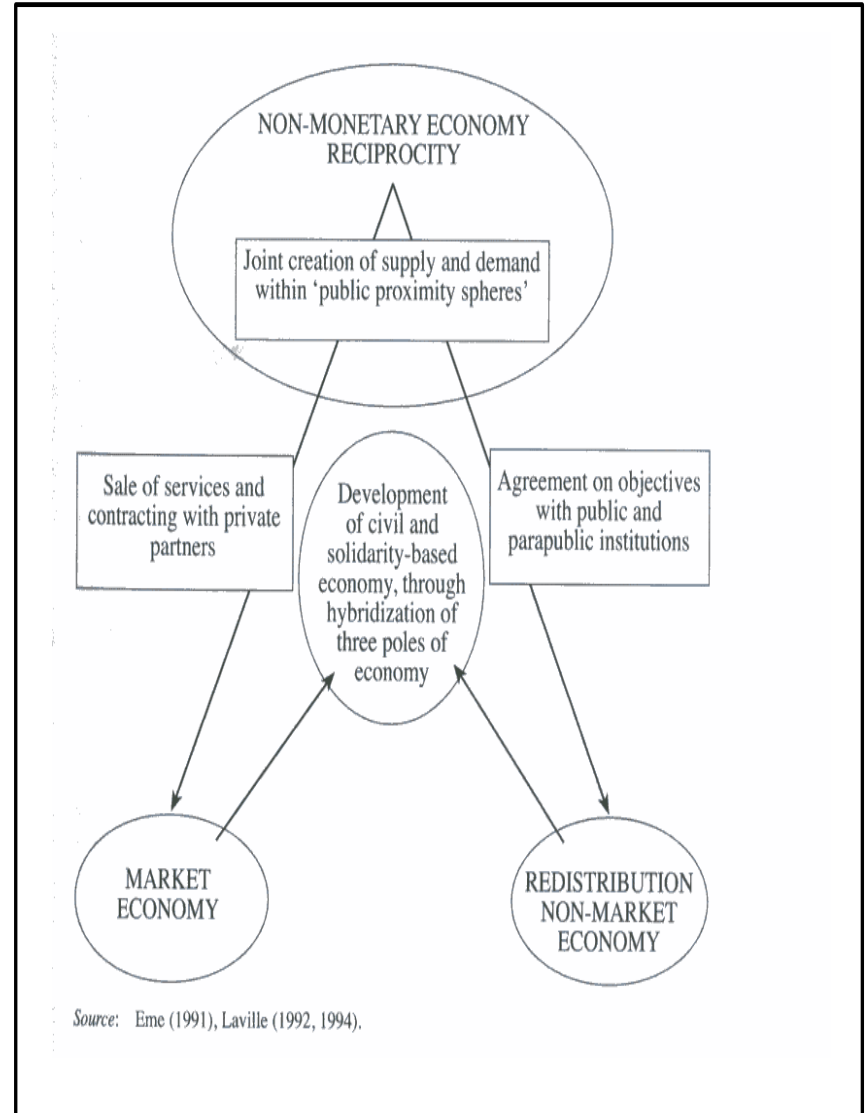 NON-MONETARY ECONOMY
RECIPROCITY
Joint creation of supply and demand
within ‘public proximity spheres’
Sale of services and
contracting with private
partners
Development
of civil and
solidarity-based
economy, through
hybridization of
three poles of
economy
Agreement on objectives
with public and
parapublic institutions
MARKET
ECONOMY
REDISTRIBUTION
NON-MARKET
ECONOMY
Source: Eme (1991), Laville (1992, 1994).